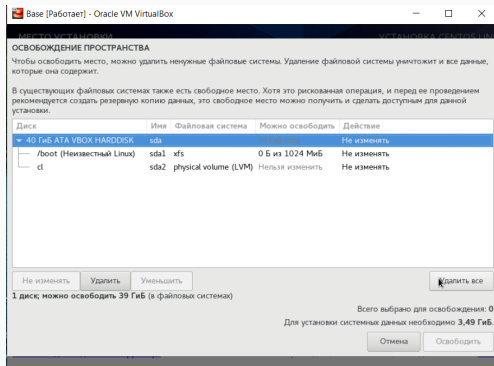 Base [Работает] - Oracle VM VirtualBox
МЕСТО УСТАНОВКИ УСТАНОВКА CENTOS LIN
ОСВОБОЖДЕНИЕ ПРОСТРАНСТВА
Чтобы освободить место, можно удалить ненужные файловые системы. Удаление файловой системы уничтожит и все данные,
которые она содержит.
В существующих файловых системах также есть свободное место. Хотя это рискованная операция, и перед ее проведением
рекомендуется создать резервную копию данных, это свободное место можно получить и сделать доступным для данной
установки.
Диск Имя Файловая система Можно освободить Действие
40 ГиБ ATA VBOX HARDDISK sda Не изменять
/boot (Неизвестный Linux) sda1 xfs 0 Б из 1024 МиБ Не изменять
cl sda2 physical volume (LVM) Нельзя изменить Не изменять
Не изменять Удалить Уменьшить Удалить все
1 диск; можно освободить 39 ГиБ (в файловых системах)
Всего выбрано для освобождения: 0
Для установки системных данных необходимо 3,49 ГиБ.
Отмена Освободить